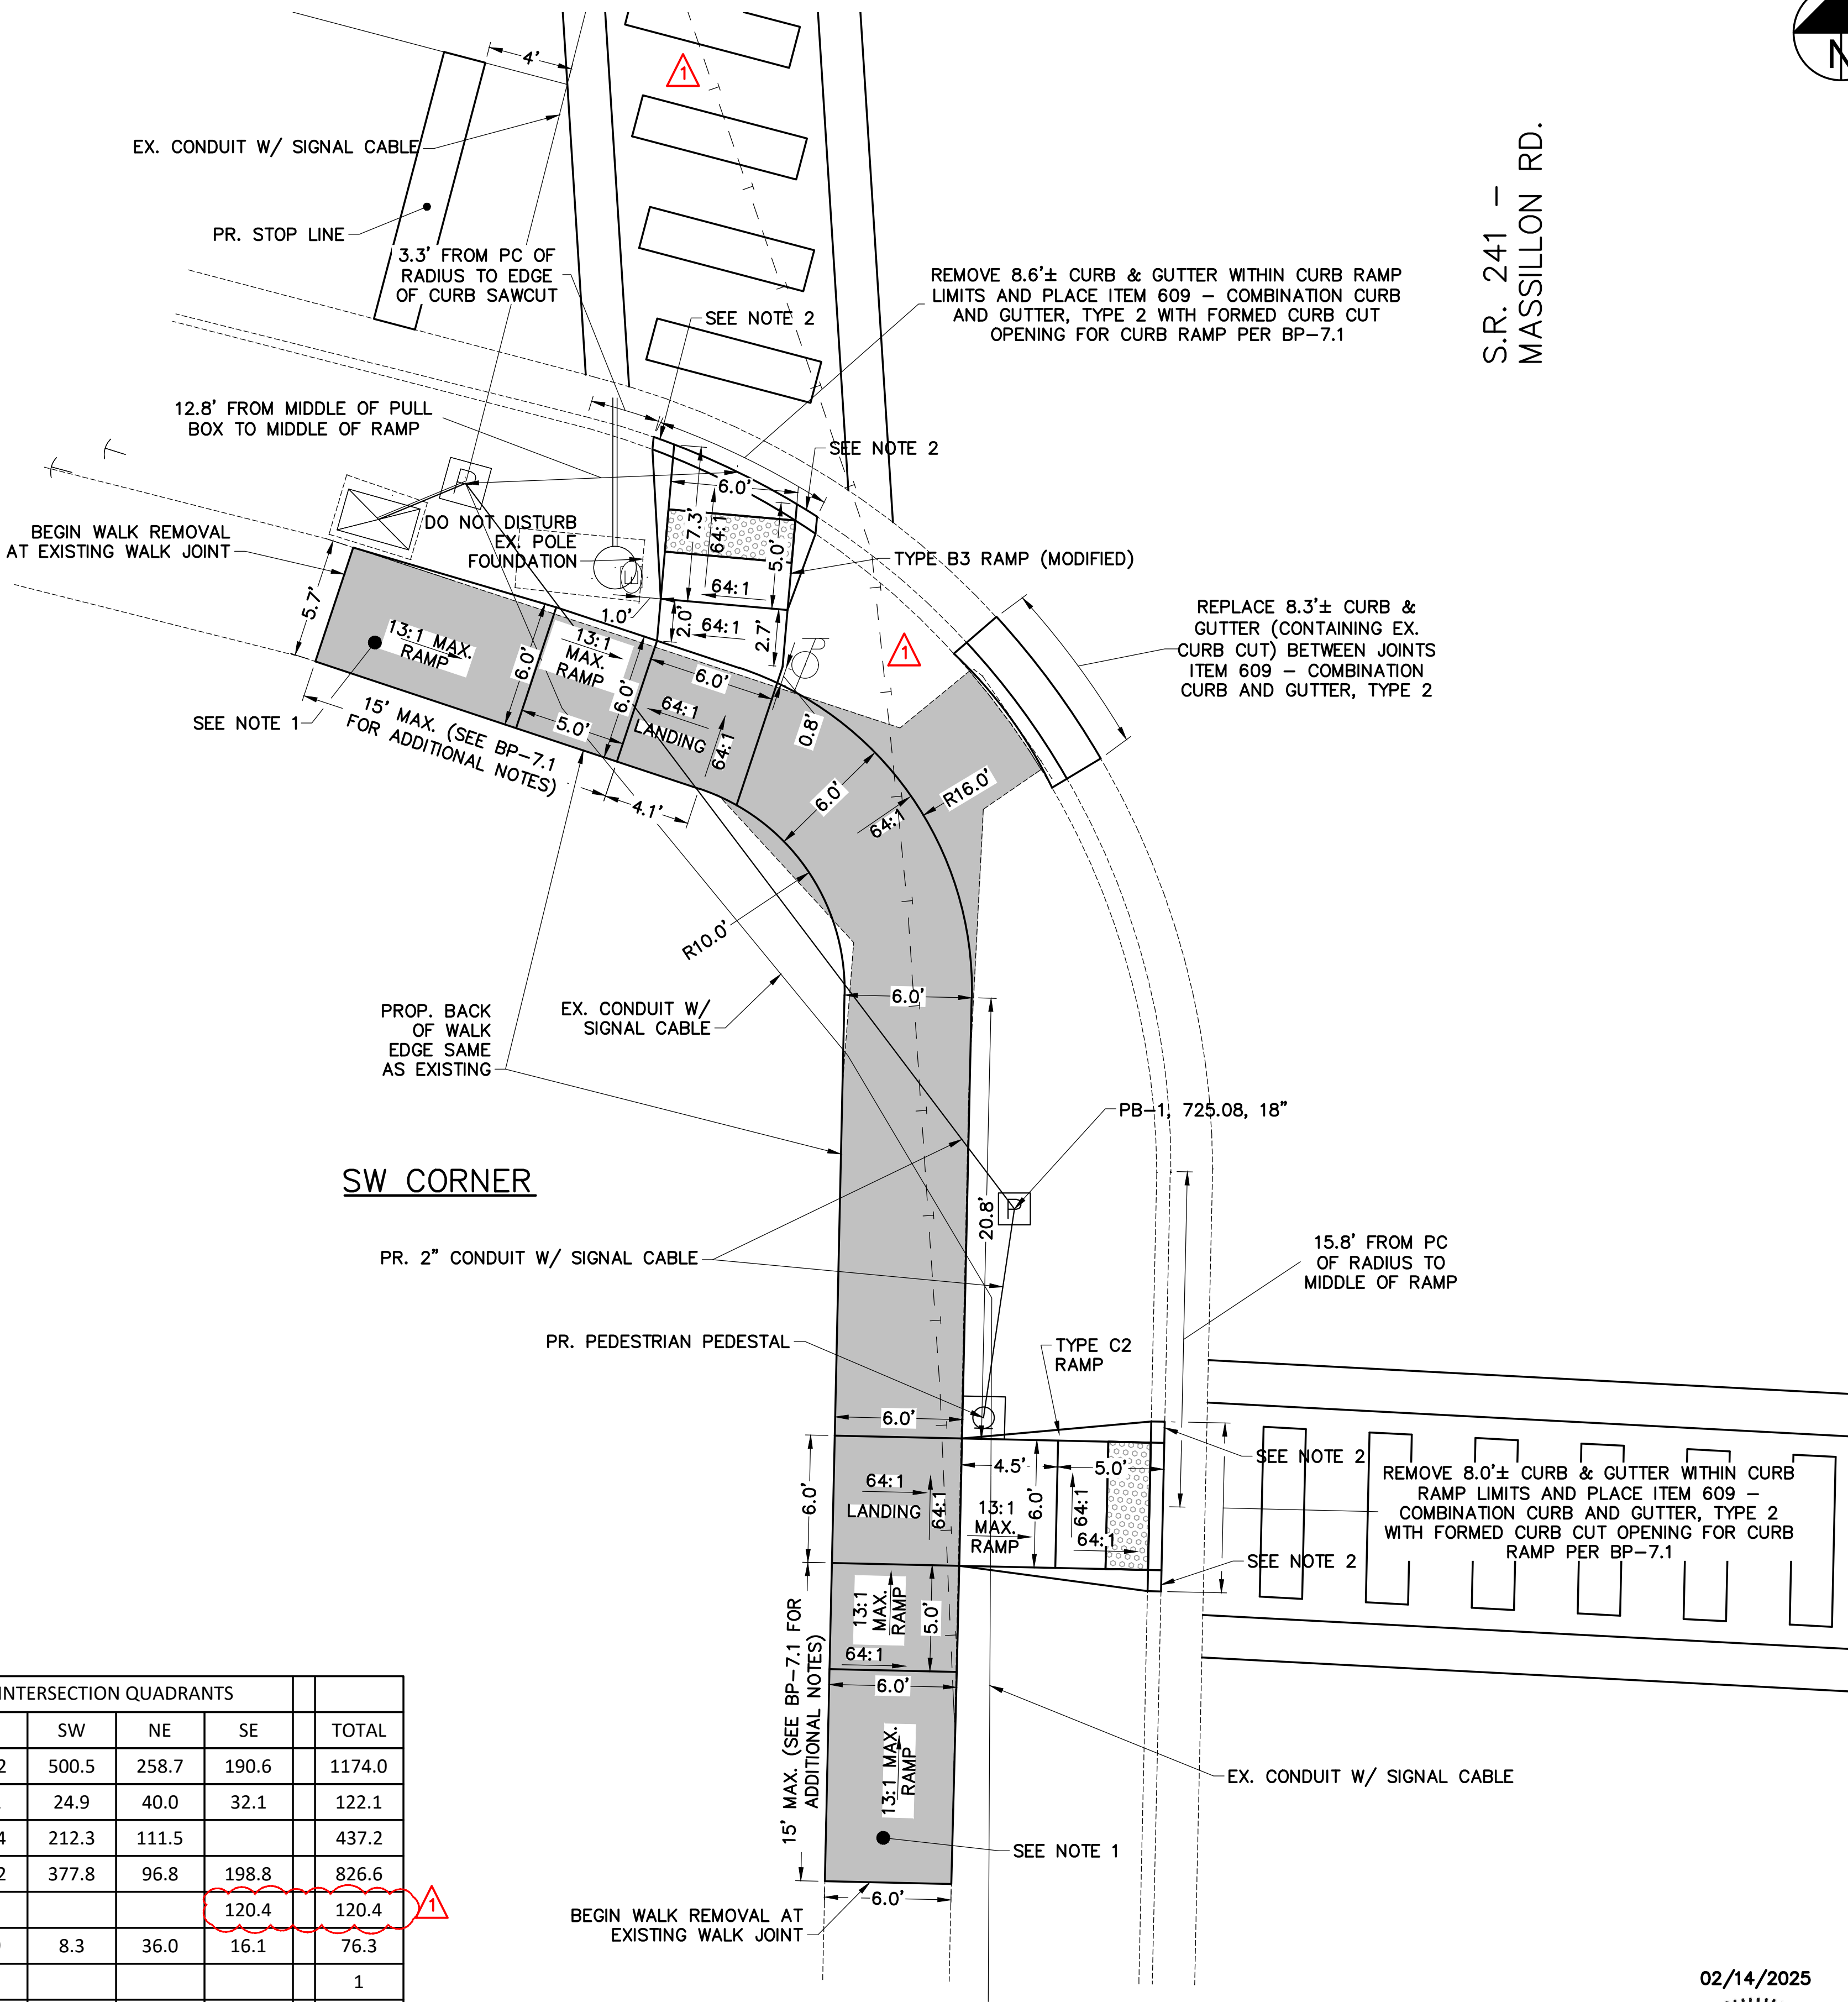 N
4'
1
EX. CONDUIT W/ SIGNAL CABLE
S.R. 241 -
MASSILLON RD.
PR. STOP LINE
3.3' FROM PC OF
RADIUS TO EDGE
OF CURB SAWCUT
REMOVE 8.6'± CURB & GUTTER WITHIN CURB RAMP
LIMITS AND PLACE ITEM 609 - COMBINATION CURB
AND GUTTER, TYPE 2 WITH FORMED CURB CUT
OPENING FOR CURB RAMP PER BP-7.1
SEE NOTE 2
12.8' FROM MIDDLE OF PULL
BOX TO MIDDLE OF RAMP
SEE NOTE 2
P
6.0'
7.3'
64:1
5.0'
BEGIN WALK REMOVAL
AT EXISTING WALK JOINT
DO NOT DISTURB
EX. POLE
FOUNDATION
TYPE B3 RAMP (MODIFIED)
64:1
1.0'
2.0'
64:1
2.7'
5.7'
13:1 MAX.
RAMP
6.0'
13:1
MAX.
RAMP
6.0'
6.0'
64:1
LANDING
64:1
5.0'
0.8'
1
REPLACE 8.3'± CURB &
GUTTER (CONTAINING EX.
CURB CUT) BETWEEN JOINTS
ITEM 609 - COMBINATION
CURB AND GUTTER, TYPE 2
SEE NOTE 1
15' MAX. (SEE BP-7.1
FOR ADDITIONAL NOTES)
4.1'
6.0'
64:1
R16.0'
R10.0'
6.0'
PROP. BACK
OF WALK
EDGE SAME
AS EXISTING
EX. CONDUIT W/
SIGNAL CABLE
PB-1, 725.08, 18"
SW CORNER
P
20.8'
PR. 2" CONDUIT W/ SIGNAL CABLE
15.8' FROM PC
OF RADIUS TO
MIDDLE OF RAMP
PR. PEDESTRIAN PEDESTAL
TYPE C2
RAMP
6.0'
6.0'
64:1
LANDING
64:1
4.5'
13:1
MAX.
RAMP
6.0'
5.0'
64:1
64:1
SEE NOTE 2
REMOVE 8.0'± CURB & GUTTER WITHIN CURB
RAMP LIMITS AND PLACE ITEM 609 -
COMBINATION CURB AND GUTTER, TYPE 2
WITH FORMED CURB CUT OPENING FOR CURB
RAMP PER BP-7.1
SEE NOTE 2
13:1
MAX.
RAMP
5.0'
64:1
6.0'
15' MAX. (SEE BP-7.1 FOR
ADDITIONAL NOTES)
13:1 MAX.
RAMP
EX. CONDUIT W/ SIGNAL CABLE
SEE NOTE 1
6.0'
BEGIN WALK REMOVAL AT
EXISTING WALK JOINT
INTERSECTION QUADRANTS
SW NE SE TOTAL
2 500.5 258.7 190.6 1174.0
24.9 40.0 32.1 122.1
4 212.3 111.5 437.2
2 377.8 96.8 198.8 826.6
120.4 120.4
1
8.3 36.0 16.1 76.3
1
02/14/2025